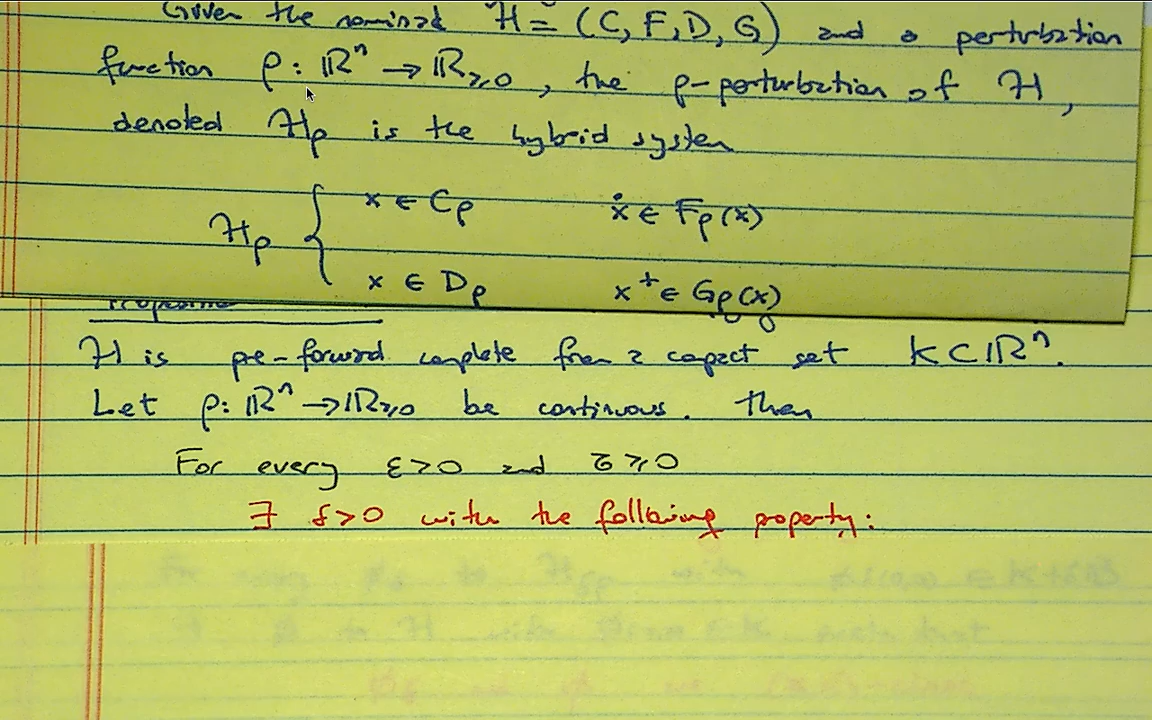 Given the nominal H = (C, F, D, G) and a perturbation
function ρ: ℝⁿ → ℝ≥0, the ρ-perturbation of H,
denoted Hρ is the hybrid system
Hρ { x ∈ Cρ ẋ ∈ Fρ(x)
x ∈ Dρ x⁺ ∈ Gρ(x)
H is pre-forward complete from a compact set K ⊂ ℝⁿ.
Let ρ: ℝⁿ → ℝ≥0 be continuous. Then
For every ε>0 and τ≥0
∃ δ>0 with the following property: